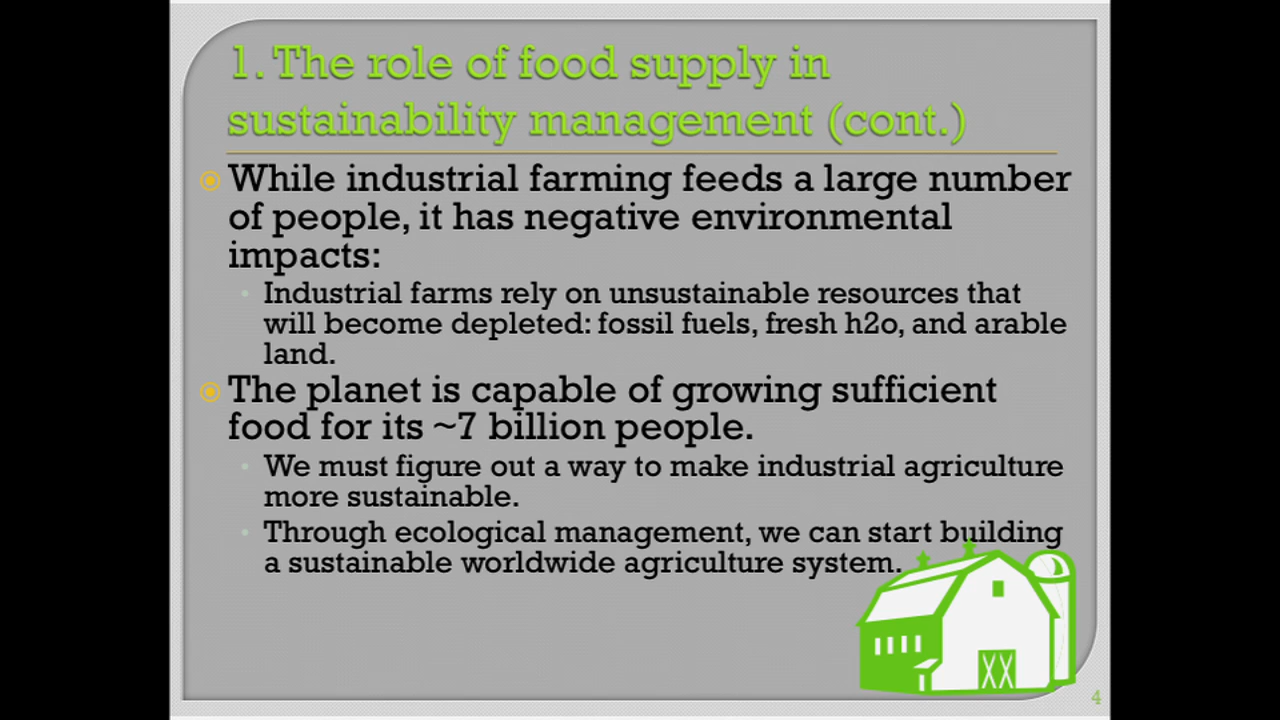 1. The role of food supply in
sustainability management (cont.)
While industrial farming feeds a large number
of people, it has negative environmental
impacts:
Industrial farms rely on unsustainable resources that
will become depleted: fossil fuels, fresh h2o, and arable
land.
The planet is capable of growing sufficient
food for its ~7 billion people.
We must figure out a way to make industrial agriculture
more sustainable.
Through ecological management, we can start building
a sustainable worldwide agriculture system.
4